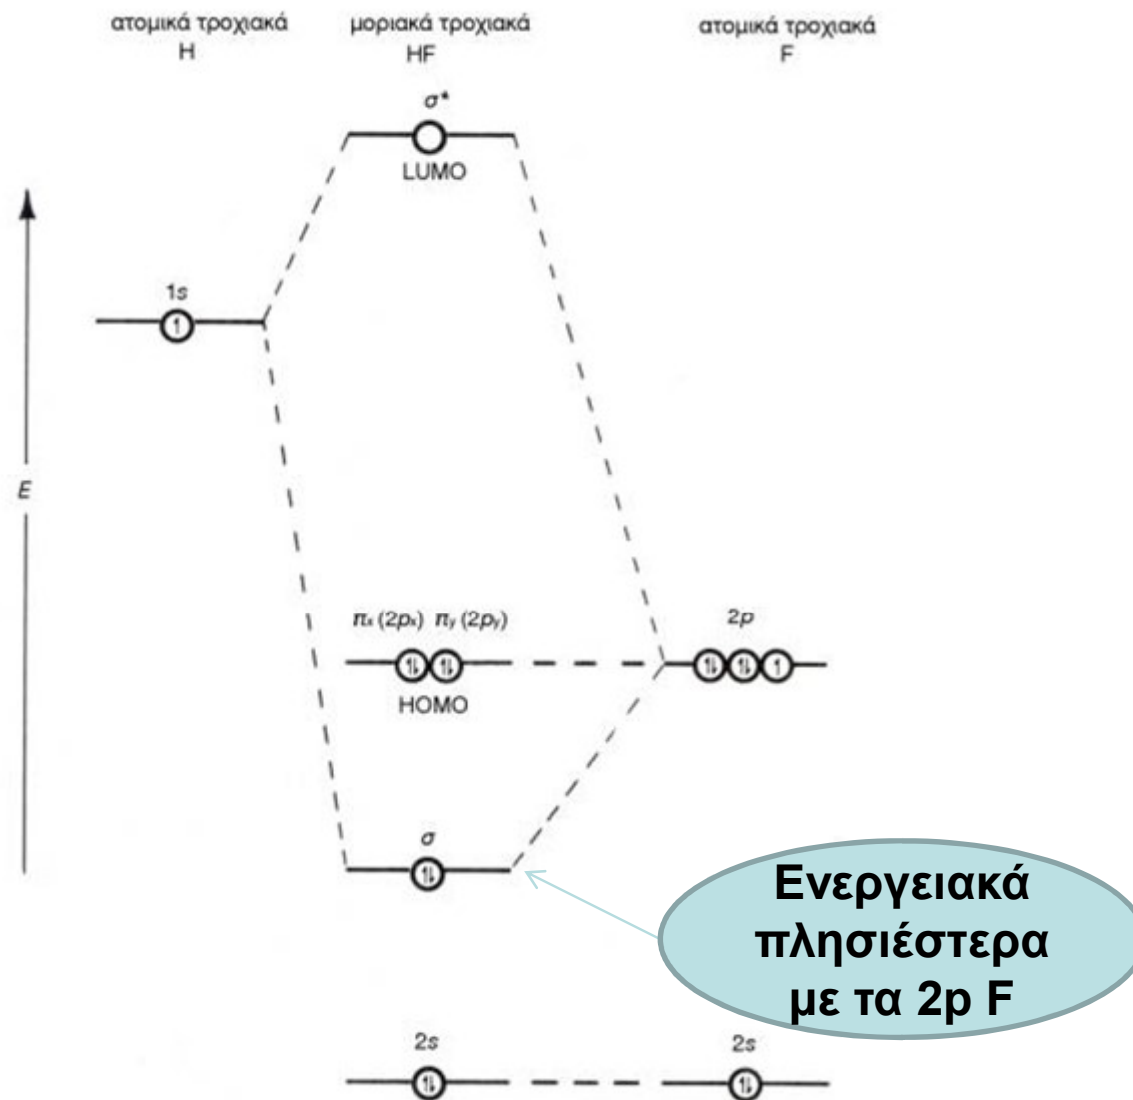 ατομικά τροχιακά
H
μοριακά τροχιακά
HF
ατομικά τροχιακά
F
σ*
LUMO
1s
1
E
πx (2px) πy (2py)
HOMO
2p
⥮ ⥮ 1
σ
Ενεργειακά
πλησιέστερα
με τα 2p F
2s
2s